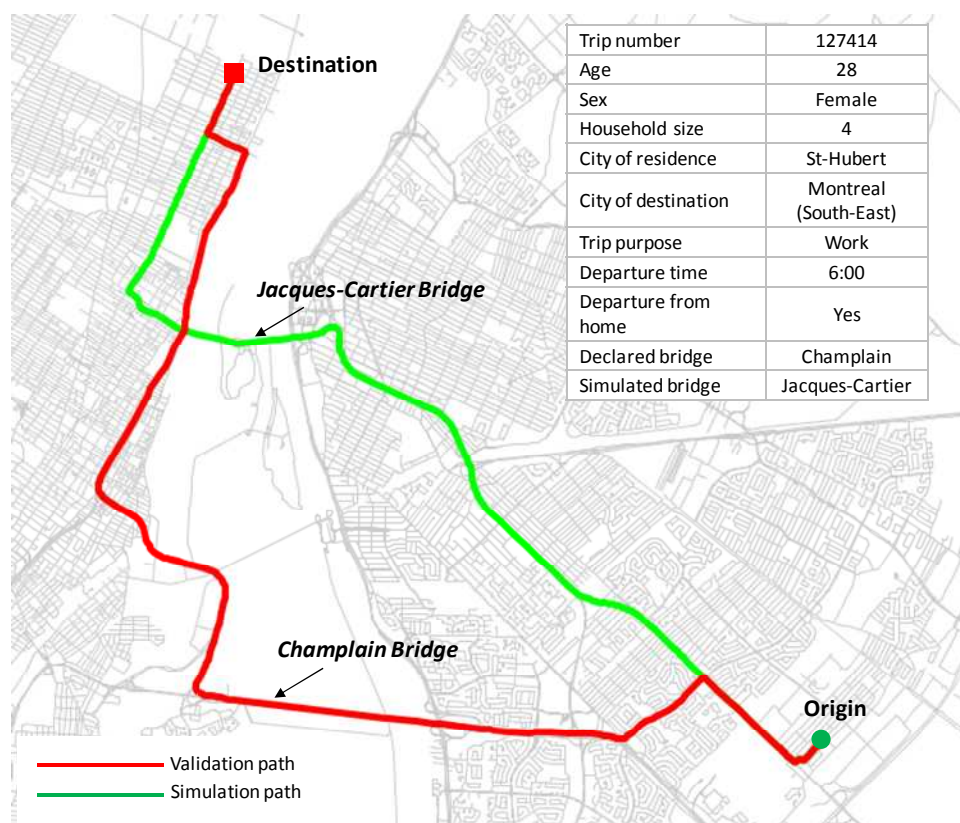 Destination
Trip number 127414
Age 28
Sex Female
Household size 4
City of residence St-Hubert
City of destination Montreal
(South-East)
Trip purpose Work
Departure time 6:00
Departure from
home Yes
Declared bridge Champlain
Simulated bridge Jacques-Cartier
Jacques-Cartier Bridge
Champlain Bridge
Origin
Validation path
Simulation path